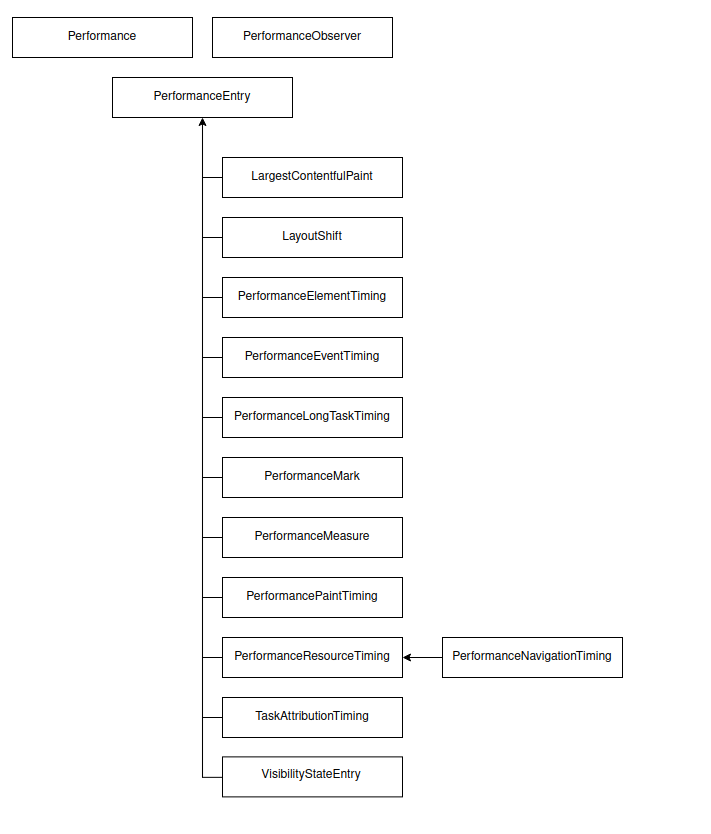 Performance
PerformanceObserver
PerformanceEntry
LargestContentfulPaint
LayoutShift
PerformanceElementTiming
PerformanceEventTiming
PerformanceLongTaskTiming
PerformanceMark
PerformanceMeasure
PerformancePaintTiming
PerformanceResourceTiming
PerformanceNavigationTiming
TaskAttributionTiming
VisibilityStateEntry